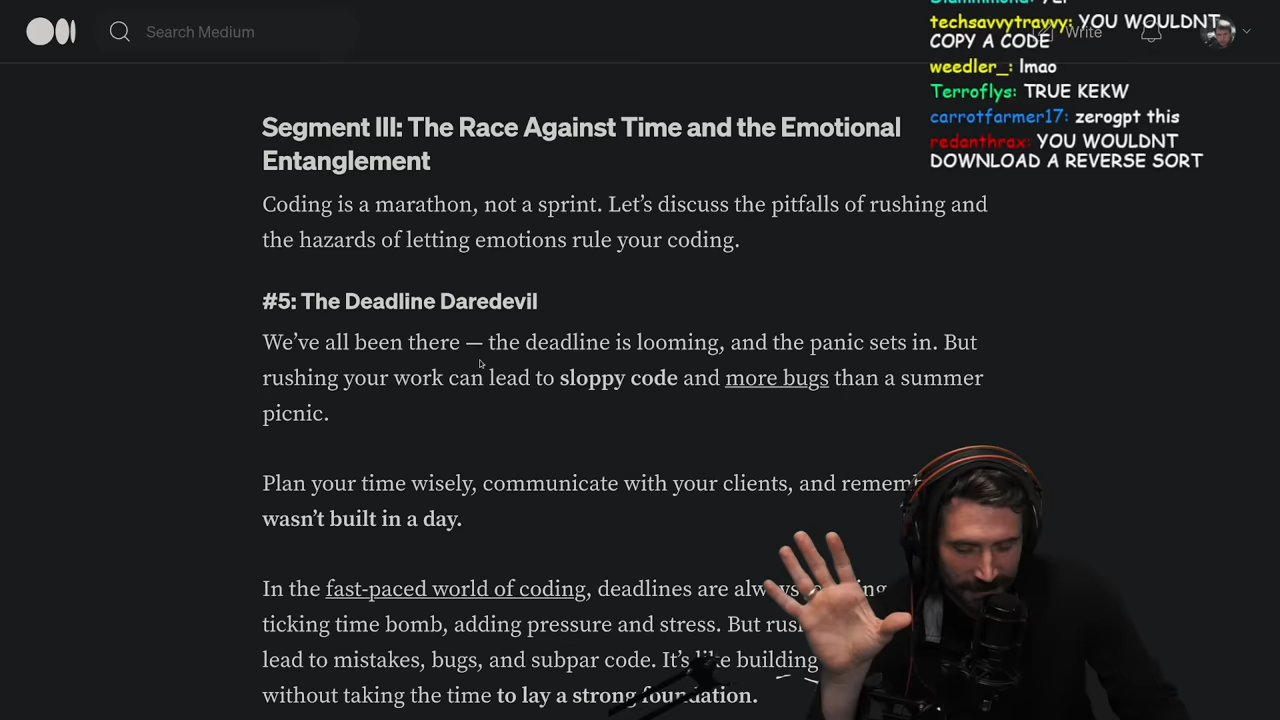 Search Medium
Write
techsavvytravvy: YOU WOULDNT
COPY A CODE
weedler_: lmao
Terroflys: TRUE KEKW
carrotfarmer17: zerogpt this
redanthrax: YOU WOULDNT
DOWNLOAD A REVERSE SORT
Segment III: The Race Against Time and the Emotional
Entanglement
Coding is a marathon, not a sprint. Let’s discuss the pitfalls of rushing and
the hazards of letting emotions rule your coding.
#5: The Deadline Daredevil
We’ve all been there — the deadline is looming, and the panic sets in. But
rushing your work can lead to sloppy code and more bugs than a summer
picnic.
Plan your time wisely, communicate with your clients, and
wasn’t built in a day.
In the fast-paced world of coding, deadlines are
ticking time bomb, adding pressure and stress. But
lead to mistakes, bugs, and subpar code. It’s like building
without taking the time to lay a strong foundation.